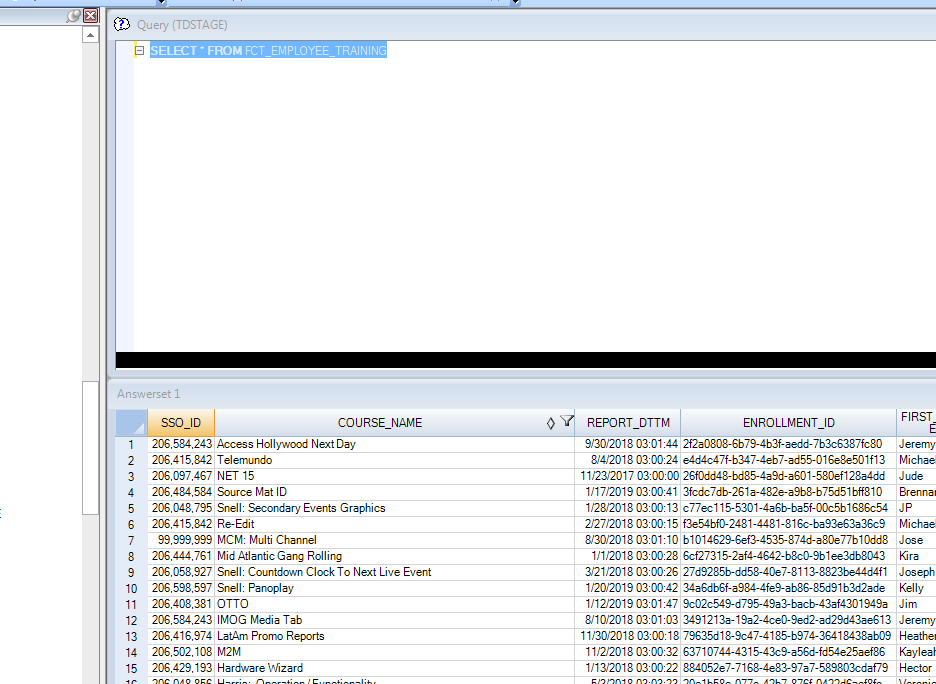 Query (TDSTAGE)
SELECT * FROM FCT_EMPLOYEE_TRAINING
Answerset 1
SSO_ID COURSE_NAME REPORT_DTTM ENROLLMENT_ID FIRST_
1 206,584,243 Access Hollywood Next Day 9/30/2018 03:01:44 2f2a0808-6b79-4b3f-aedd-7b3c6387fc80 Jeremy
2 206,415,842 Telemundo 8/4/2018 03:00:24 e4d4c47f-b347-4eb7-ad55-016e8e501f13 Michael
3 206,097,467 NET 15 11/23/2017 03:00:00 26f0dd48-bd85-4a9d-a601-580ef128a4dd Jude
4 206,484,584 Source Mat ID 1/17/2019 03:00:41 3fcdc7db-261a-482e-a9b8-b75d51bff810 Brennan
5 206,048,795 Snell: Secondary Events Graphics 1/28/2018 03:00:13 c77ec115-5301-4a6b-ba5f-00c5b1686c54 JP
6 206,415,842 Re-Edit 2/27/2018 03:00:15 f3e54bf0-2481-4481-816c-ba93e63a36c9 Michael
7 99,999,999 MCM: Multi Channel 8/30/2018 03:01:10 b1014629-6ef3-4535-874d-a80e77b10dd8 Jose
8 206,444,761 Mid Atlantic Gang Rolling 1/1/2018 03:00:28 6cf27315-2af4-4642-b8c0-9b1ee3db8043 Kira
9 206,058,927 Snell: Countdown Clock To Next Live Event 3/21/2018 03:00:26 27d9285b-dd58-40e7-8113-8823be44d4f1 Joseph
10 206,598,597 Snell: Panoplay 1/20/2019 03:00:42 34a6db6f-a984-4fe9-ab86-85d91b3d2ade Kelly
11 206,408,381 OTTO 1/12/2019 03:01:47 9c02c549-d795-49a3-bacb-43af4301949a Jim
12 206,584,243 IMOG Media Tab 8/10/2018 03:01:03 3491213a-19a2-4ce0-9ed2-ad29d43ae613 Jeremy
13 206,416,974 LatAm Promo Reports 11/30/2018 03:00:18 79635d18-9c47-4185-b974-36418438ab09 Heather
14 206,502,108 M2M 11/2/2018 03:00:32 63710744-4315-43c9-a56d-fd54e25aef86 Kayleah
15 206,429,193 Hardware Wizard 1/13/2018 03:00:22 884052e7-7168-4e83-97a7-589803cdaf79 Hector